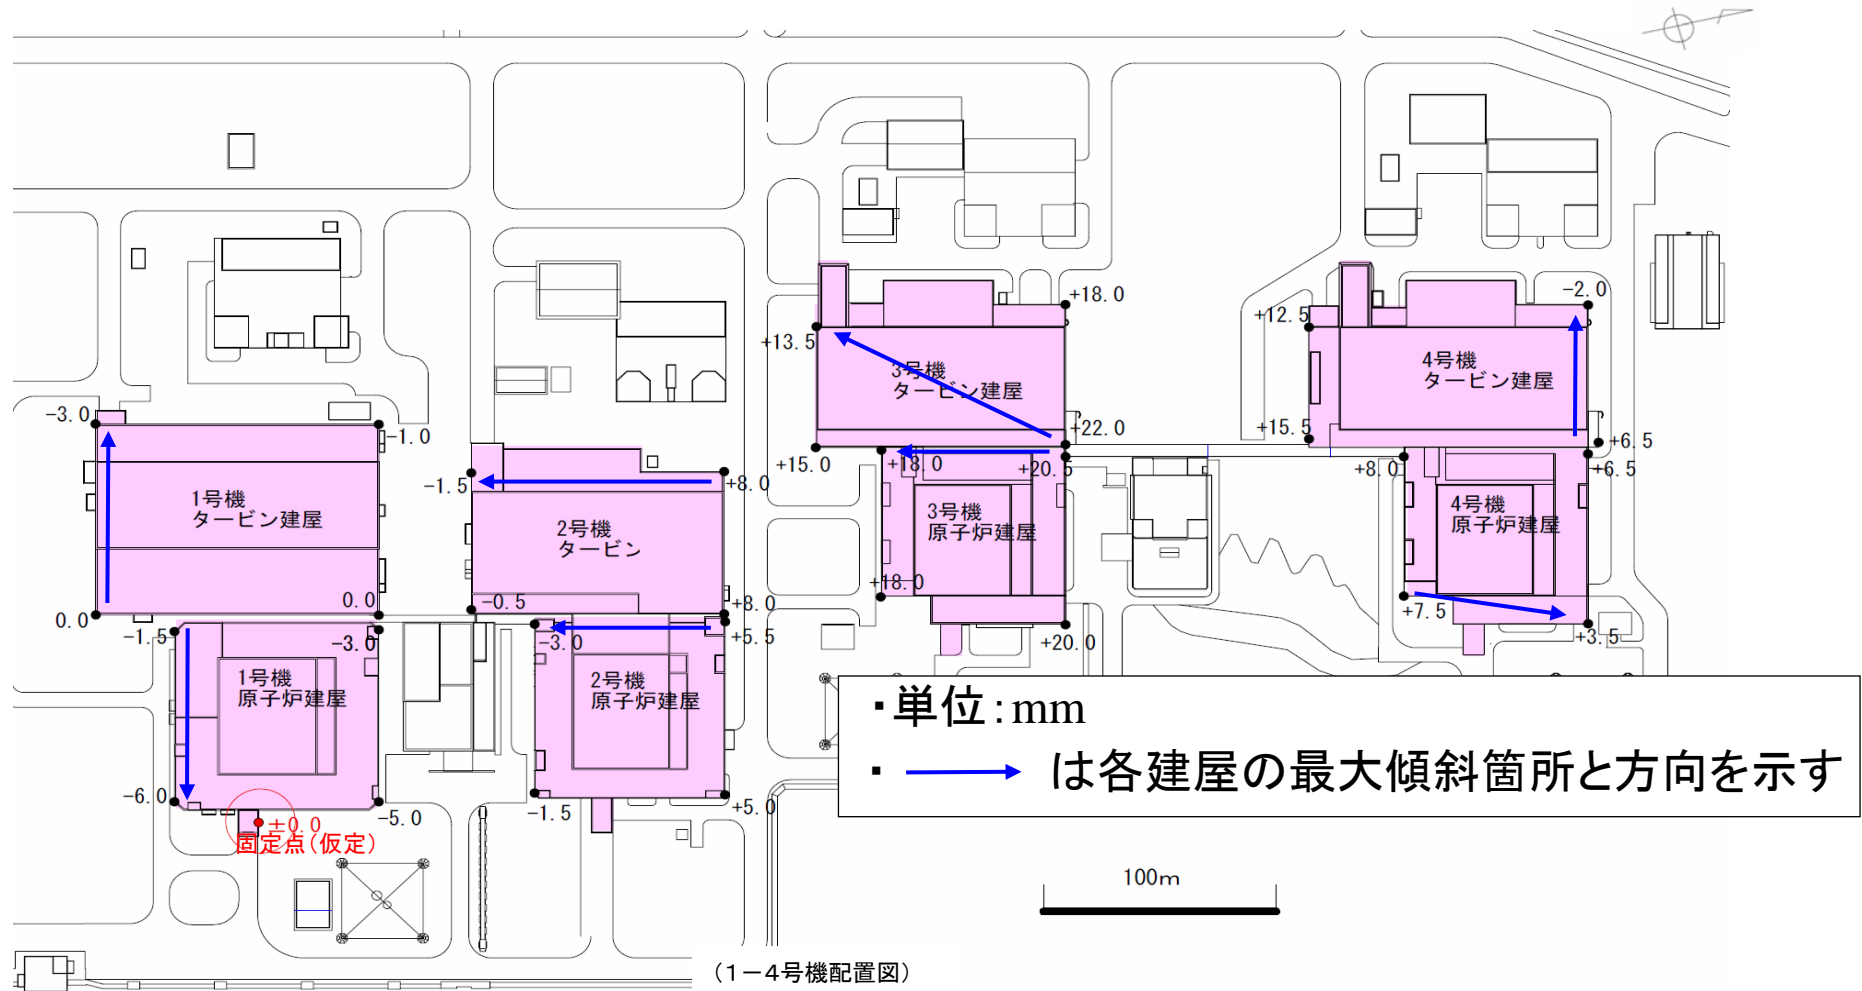 +18.0
-2.0
+12.5
+13.5
3号機
タービン建屋
4号機
タービン建屋
-3.0
-1.0
+22.0
+15.5
+6.5
+15.0
+18.0
+20.5
+8.0
+6.5
-1.5
+8.0
1号機
タービン建屋
2号機
タービン
3号機
原子炉建屋
4号機
原子炉建屋
+18.0
0.0
-0.5
+8.0
+7.5
0.0
-1.5
-3.0
-3.0
+5.5
+20.0
+3.5
1号機
原子炉建屋
2号機
原子炉建屋
・単位:mm
・ は各建屋の最大傾斜箇所と方向を示す
-6.0
-5.0
-1.5
+5.0
±0.0
固定点(仮定)
100m
(1-4号機配置図)